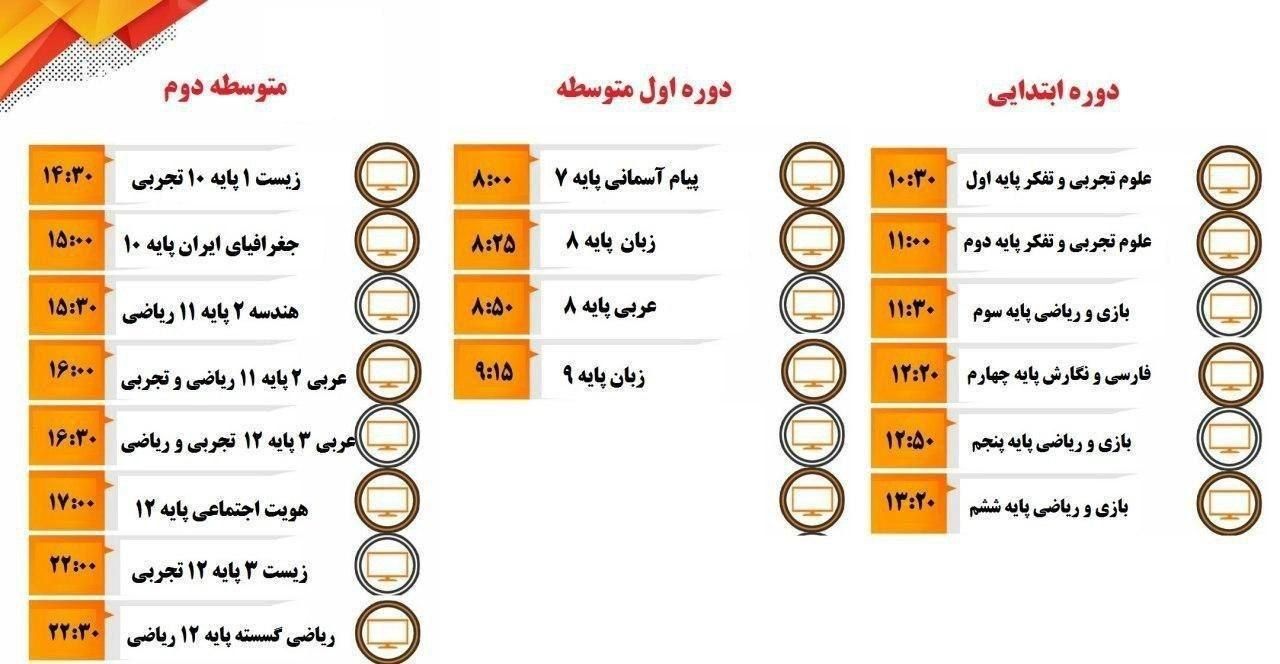 دوره ابتدایی
علوم تجربی و تفکر پایه اول ۱۰:۳۰
علوم تجربی و تفکر پایه دوم ۱۱:۰۰
بازی و ریاضی پایه سوم ۱۱:۳۰
فارسی و نگارش پایه چهارم ۱۲:۲۰
بازی و ریاضی پایه پنجم ۱۲:۵۰
بازی و ریاضی پایه ششم ۱۳:۲۰
دوره اول متوسطه
پیام آسمانی پایه ۷ ۸:۰۰
زبان پایه ۸ ۸:۲۵
عربی پایه ۸ ۸:۵۰
زبان پایه ۹ ۹:۱۵
متوسطه دوم
زیست ۱ پایه ۱۰ تجربی ۱۴:۳۰
جغرافیای ایران پایه ۱۰ ۱۵:۰۰
هندسه ۲ پایه ۱۱ ریاضی ۱۵:۳۰
عربی ۲ پایه ۱۱ ریاضی و تجربی ۱۶:۰۰
عربی ۳ پایه ۱۲ تجربی و ریاضی ۱۶:۳۰
هویت اجتماعی پایه ۱۲ ۱۷:۰۰
زیست ۳ پایه ۱۲ تجربی ۲۲:۰۰
ریاضی گسسته پایه ۱۲ ریاضی ۲۲:۳۰